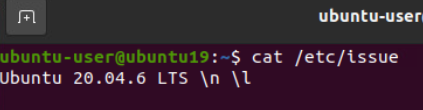 ubuntu-user
ubuntu-user@ubuntu19:~$ cat /etc/issue
Ubuntu 20.04.6 LTS \n \l